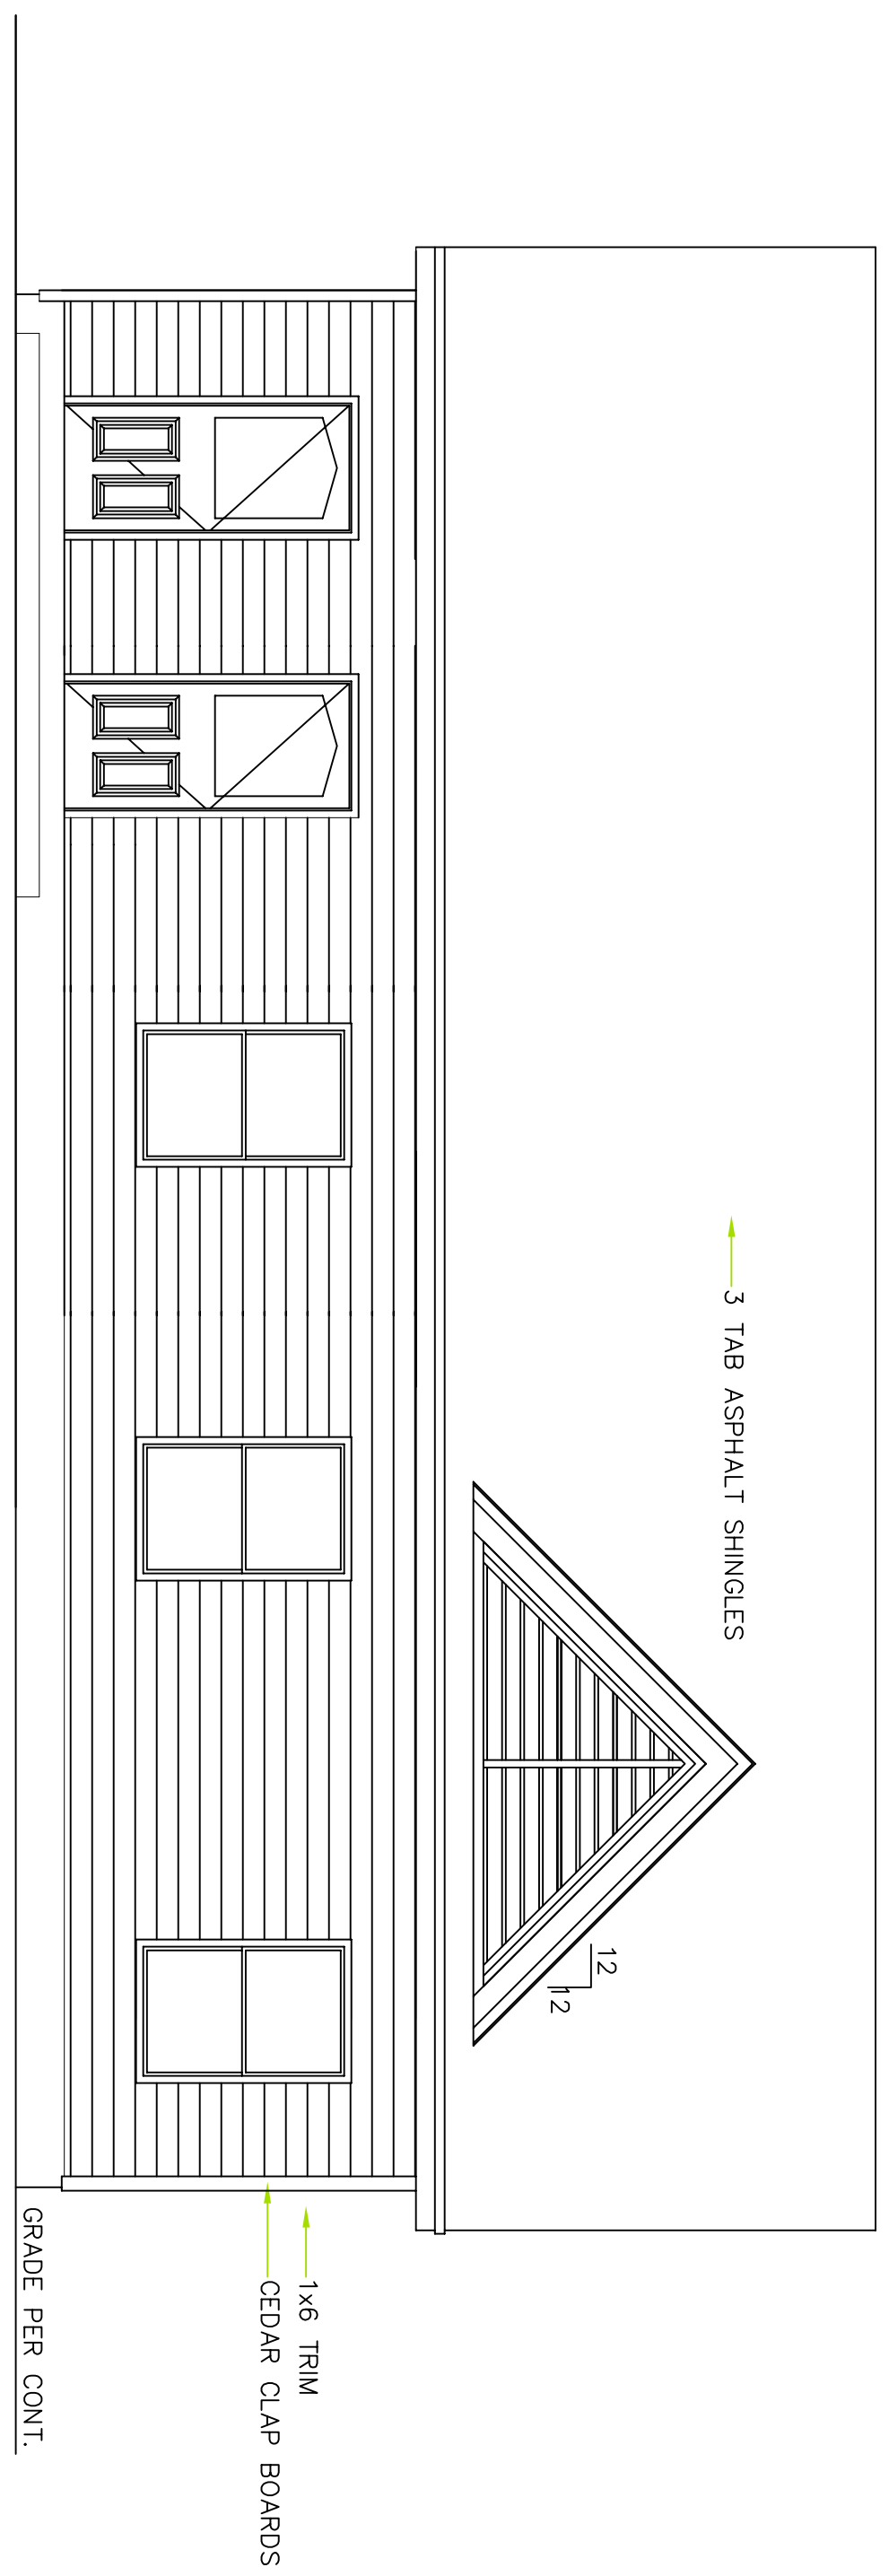 3 TAB ASPHALT SHINGLES
12
12
1x6 TRIM
CEDAR CLAP BOARDS
GRADE PER CONT.